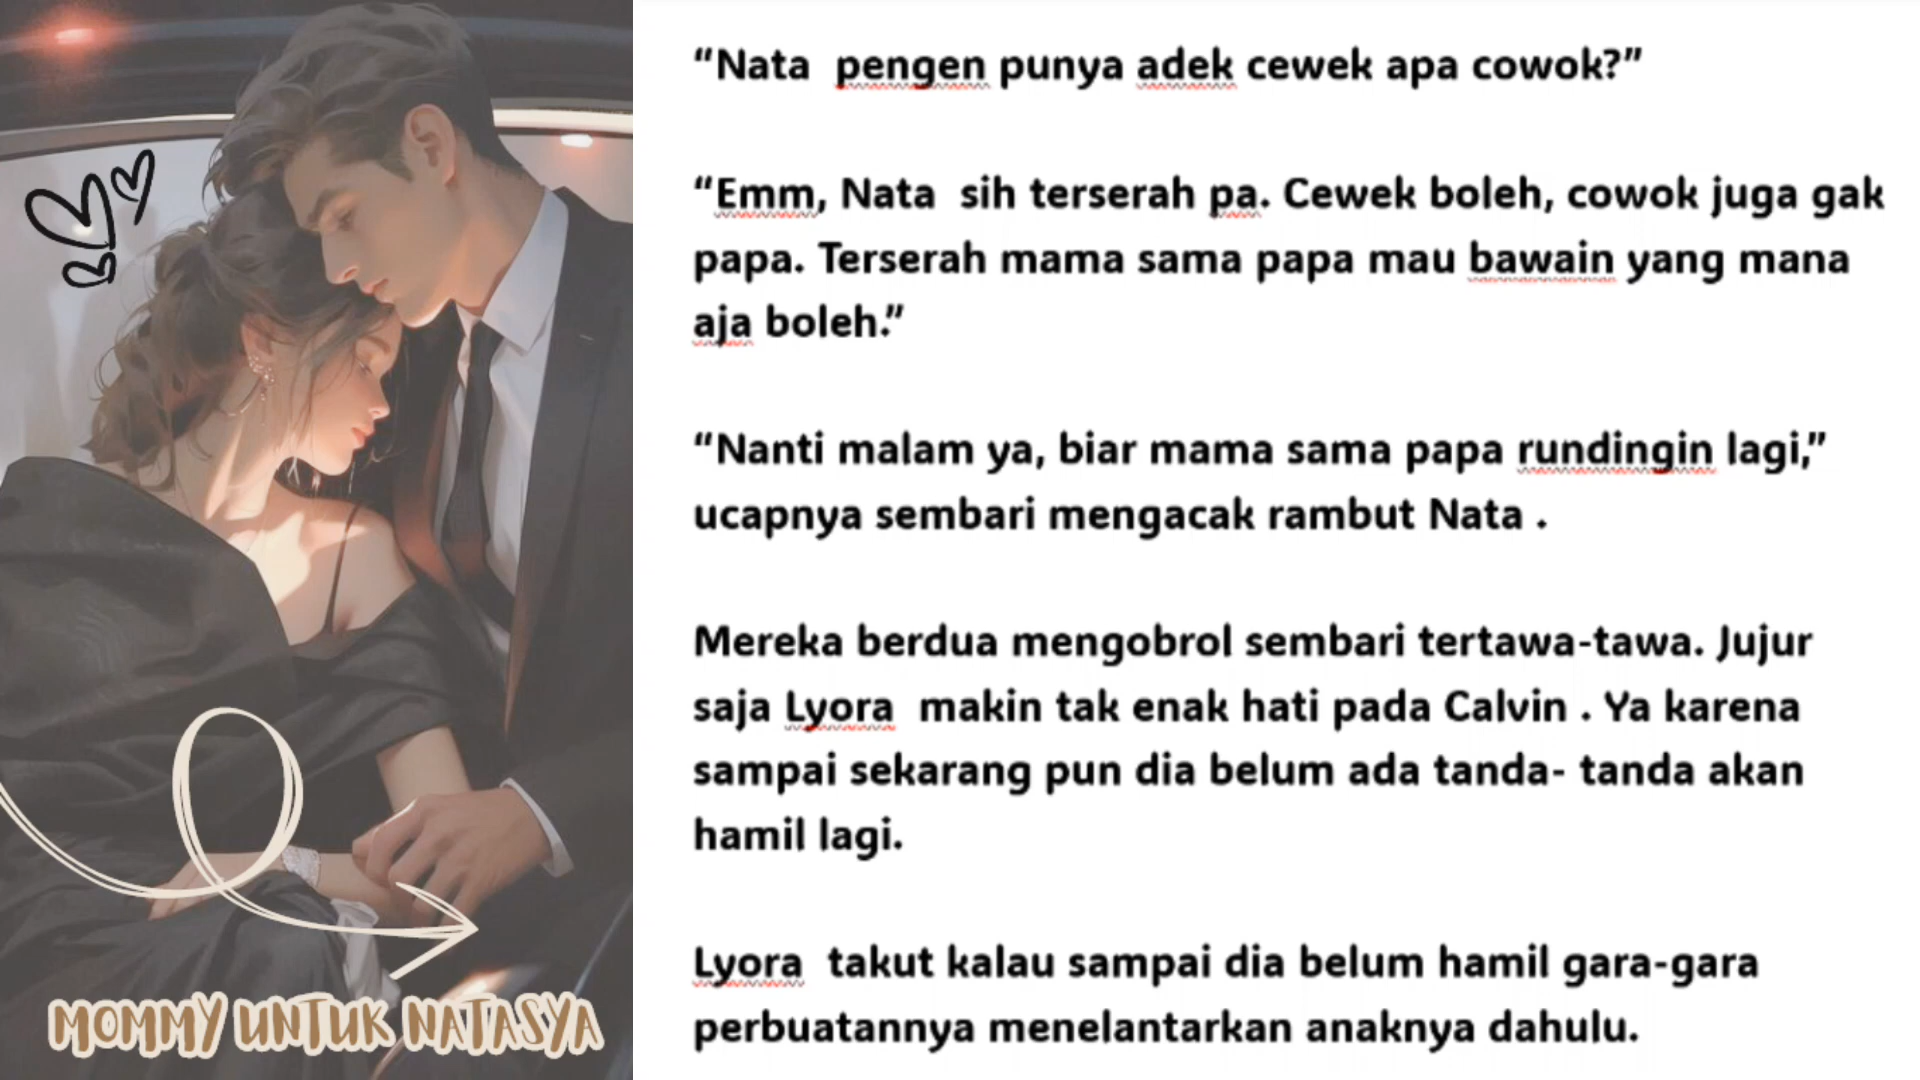 “Nata pengen punya adek cewek apa cowok?”
“Emm, Nata sih terserah pa. Cewek boleh, cowok juga gak
papa. Terserah mama sama papa mau bawain yang mana
aja boleh.”
“Nanti malam ya, biar mama sama papa rundingin lagi,”
ucapnya sembari mengacak rambut Nata .
Mereka berdua mengobrol sembari tertawa-tawa. Jujur
saja Lyora makin tak enak hati pada Calvin . Ya karena
sampai sekarang pun dia belum ada tanda- tanda akan
hamil lagi.
Lyora takut kalau sampai dia belum hamil gara-gara
perbuatannya menelantarkan anaknya dahulu.
MOMMY UNTUK NATASYA